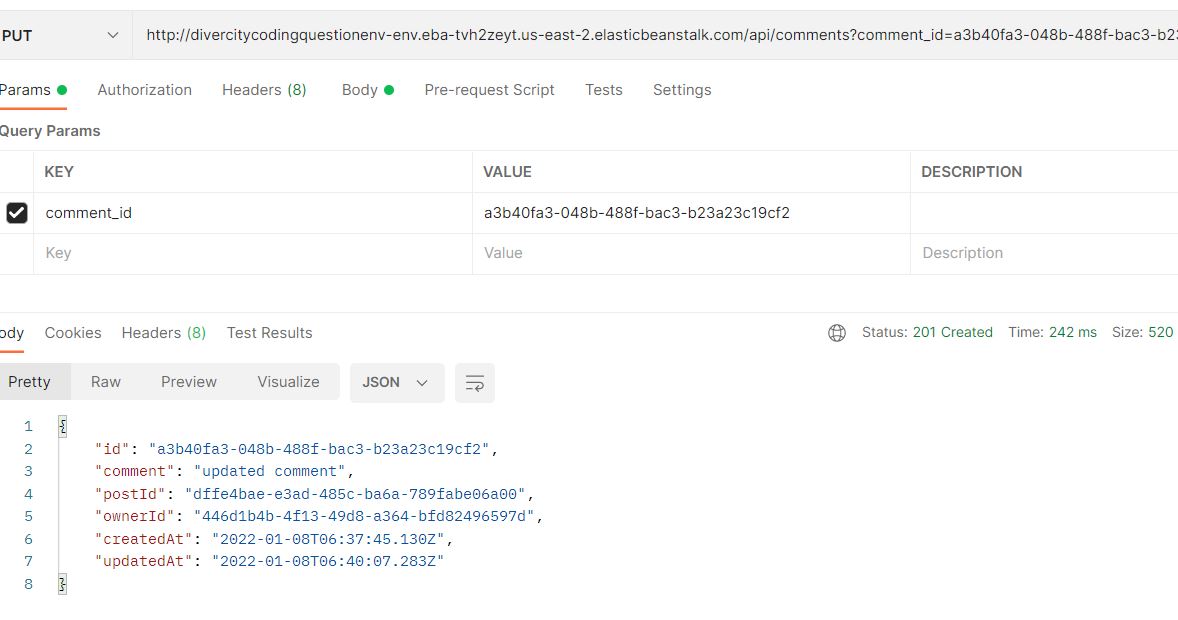 PUT http://divercitycodingquestionenv-env.eba-tvh2zeyt.us-east-2.elasticbeanstalk.com/api/comments?comment_id=a3b40fa3-048b-488f-bac3-b23
Params Authorization Headers (8) Body Pre-request Script Tests Settings
Query Params
KEY VALUE DESCRIPTION
comment_id a3b40fa3-048b-488f-bac3-b23a23c19cf2
Key Value Description
ody Cookies Headers (8) Test Results Status: 201 Created Time: 242 ms Size: 520
Pretty Raw Preview Visualize JSON
1 {
2 "id": "a3b40fa3-048b-488f-bac3-b23a23c19cf2",
3 "comment": "updated comment",
4 "postId": "dffe4bae-e3ad-485c-ba6a-789fabe06a00",
5 "ownerId": "446d1b4b-4f13-49d8-a364-bfd82496597d",
6 "createdAt": "2022-01-08T06:37:45.130Z",
7 "updatedAt": "2022-01-08T06:40:07.283Z"
8 }